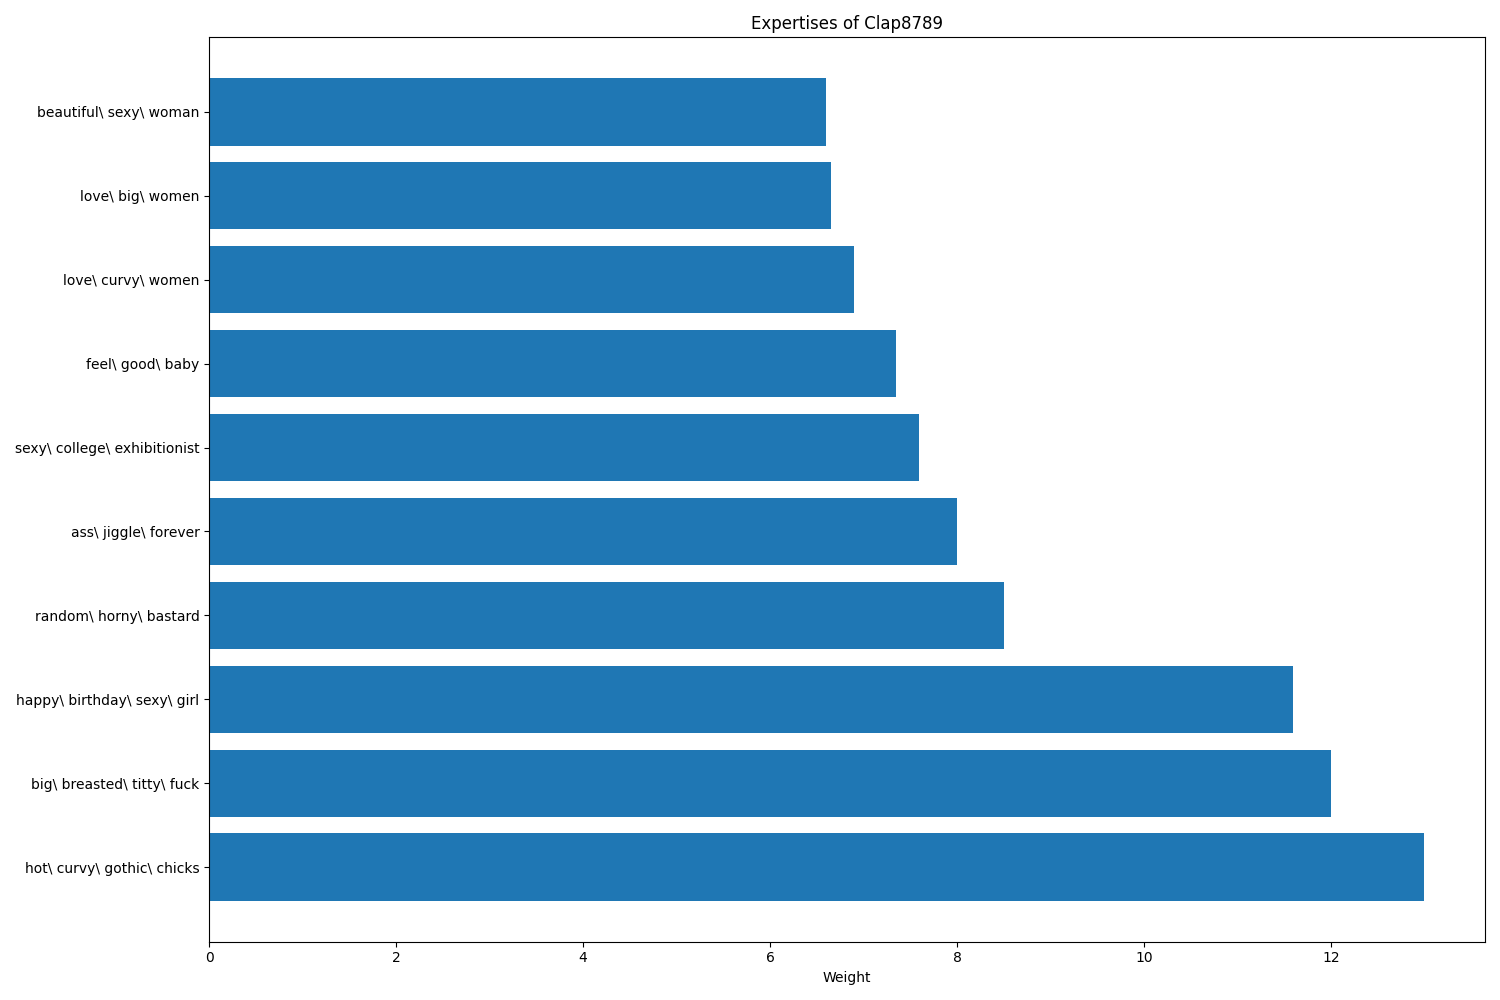 Expertises of Clap8789
beautiful\ sexy\ woman
love\ big\ women
love\ curvy\ women
feel\ good\ baby
sexy\ college\ exhibitionist
ass\ jiggle\ forever
random\ horny\ bastard
happy\ birthday\ sexy\ girl
big\ breasted\ titty\ fuck
hot\ curvy\ gothic\ chicks
0 2 4 6 8 10 12
Weight